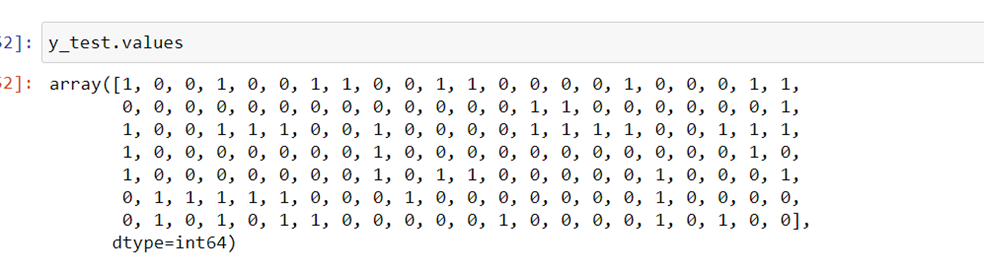 52]: y_test.values
52]: array([1, 0, 0, 1, 0, 0, 1, 1, 0, 0, 1, 1, 0, 0, 0, 0, 1, 0, 0, 0, 1, 1,
0, 0, 0, 0, 0, 0, 0, 0, 0, 0, 0, 0, 0, 1, 1, 0, 0, 0, 0, 0, 0, 1,
1, 0, 0, 1, 1, 1, 0, 0, 1, 0, 0, 0, 0, 1, 1, 1, 1, 0, 0, 1, 1, 1,
1, 0, 0, 0, 0, 0, 0, 0, 1, 0, 0, 0, 0, 0, 0, 0, 0, 0, 0, 0, 1, 0,
1, 0, 0, 0, 0, 0, 0, 0, 1, 0, 1, 1, 0, 0, 0, 0, 0, 1, 0, 0, 0, 1,
0, 1, 1, 1, 1, 1, 0, 0, 0, 1, 0, 0, 0, 0, 0, 0, 0, 1, 0, 0, 0, 0,
0, 1, 0, 1, 0, 1, 1, 0, 0, 0, 0, 0, 1, 0, 0, 0, 0, 1, 0, 1, 0, 0],
dtype=int64)